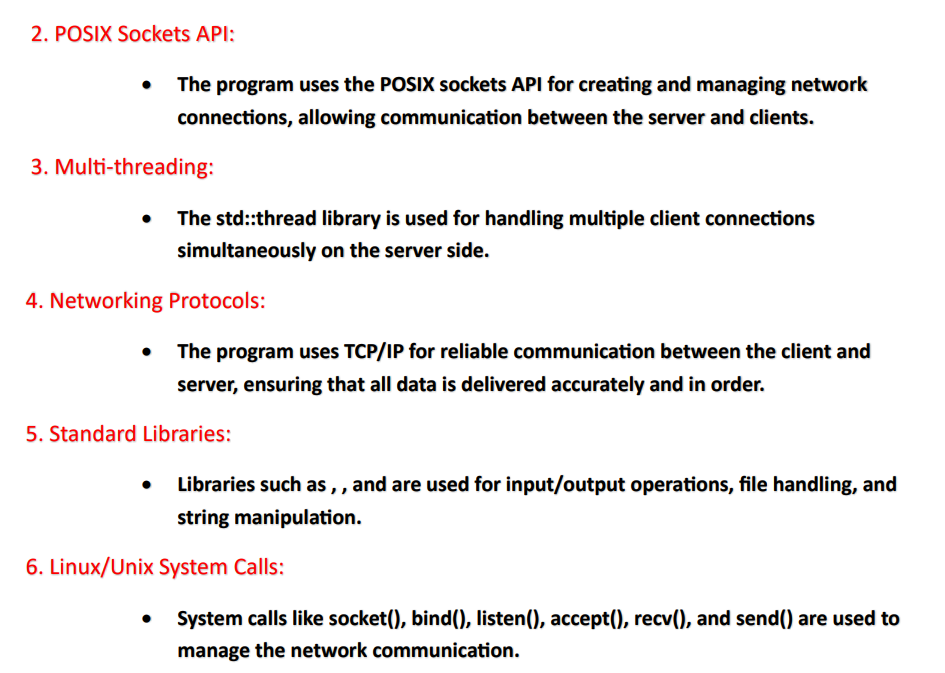 2. POSIX Sockets API:
• The program uses the POSIX sockets API for creating and managing network
connections, allowing communication between the server and clients.
3. Multi-threading:
• The std::thread library is used for handling multiple client connections
simultaneously on the server side.
4. Networking Protocols:
• The program uses TCP/IP for reliable communication between the client and
server, ensuring that all data is delivered accurately and in order.
5. Standard Libraries:
• Libraries such as , , and are used for input/output operations, file handling, and
string manipulation.
6. Linux/Unix System Calls:
• System calls like socket(), bind(), listen(), accept(), recv(), and send() are used to
manage the network communication.